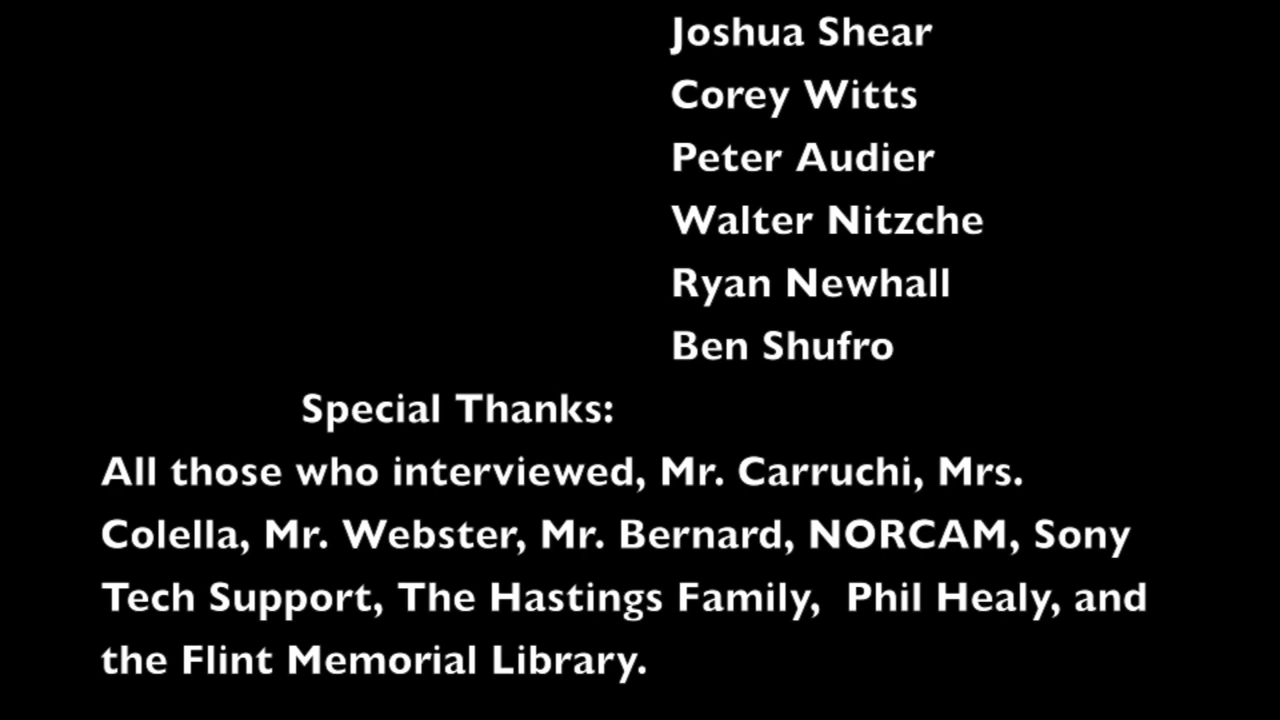 Joshua Shear
Corey Witts
Peter Audier
Walter Nitzche
Ryan Newhall
Ben Shufro
Special Thanks:
All those who interviewed, Mr. Carruchi, Mrs.
Colella, Mr. Webster, Mr. Bernard, NORCAM, Sony
Tech Support, The Hastings Family,  Phil Healy, and
the Flint Memorial Library.